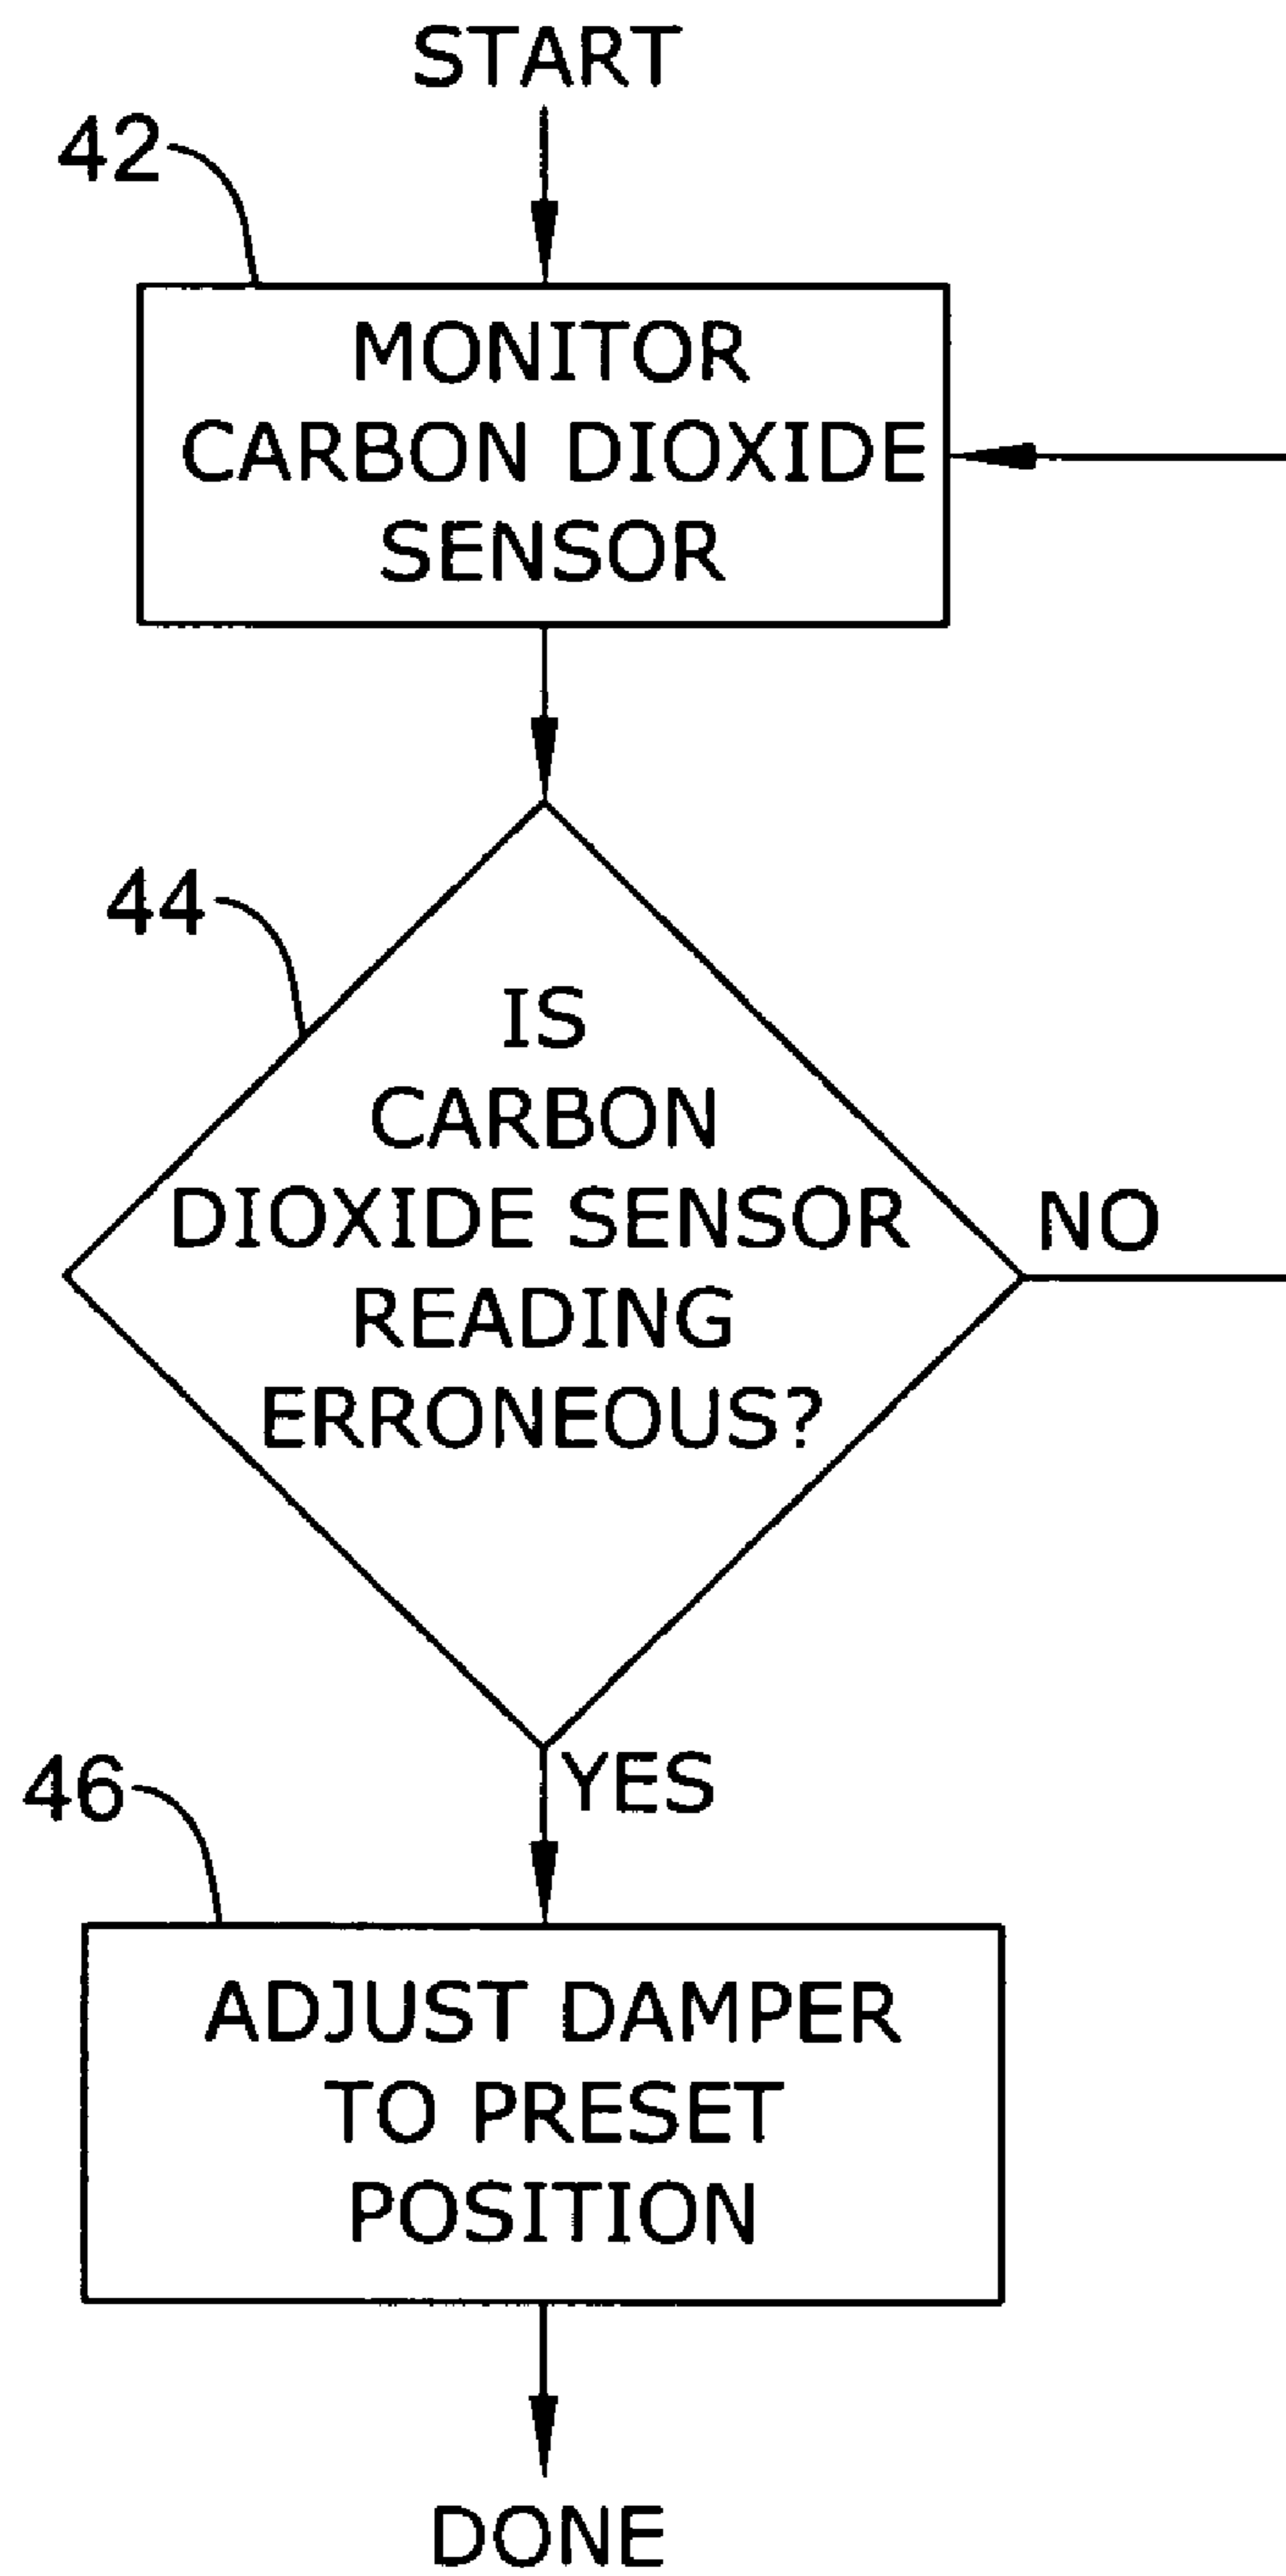 START
42
MONITOR
CARBON DIOXIDE
SENSOR
44
IS
CARBON
DIOXIDE SENSOR
READING
ERRONEOUS?
NO
YES
46
ADJUST DAMPER
TO PRESET
POSITION
DONE